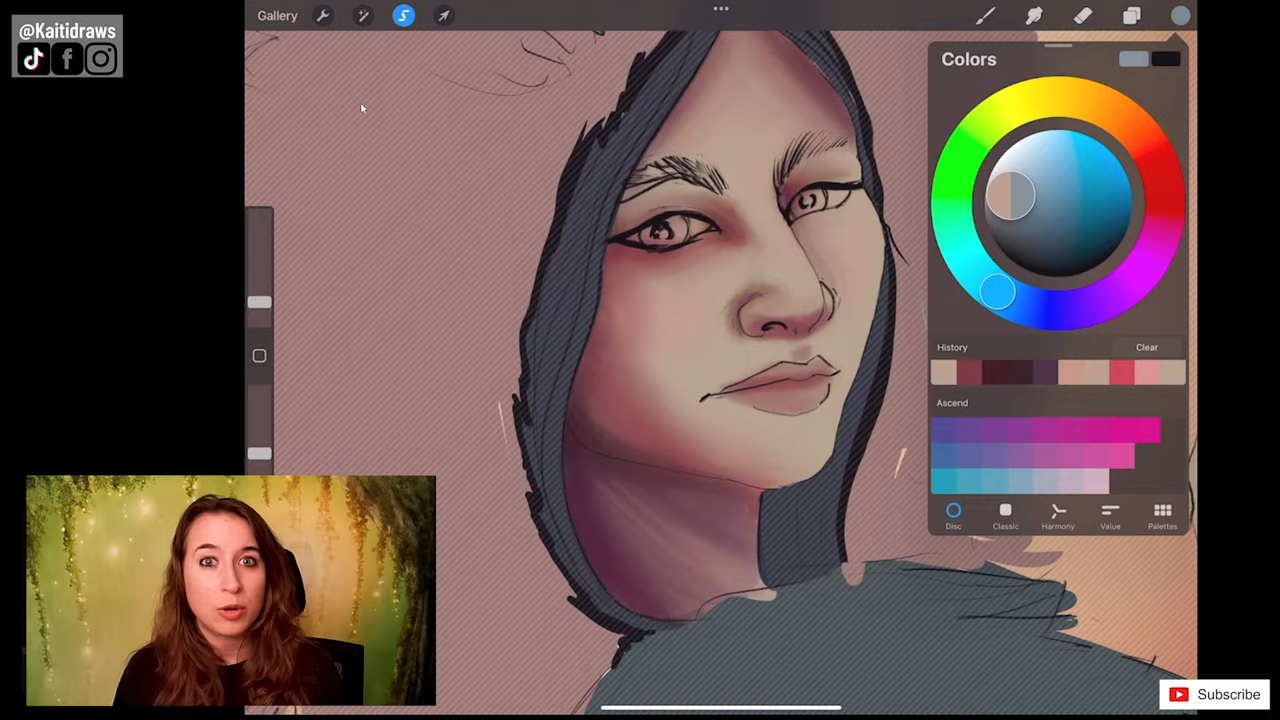 @Kaitidraws
Gallery
Colors
History
Clear
Ascend
Disc
Classic
Harmony
Value
Palettes
Subscribe